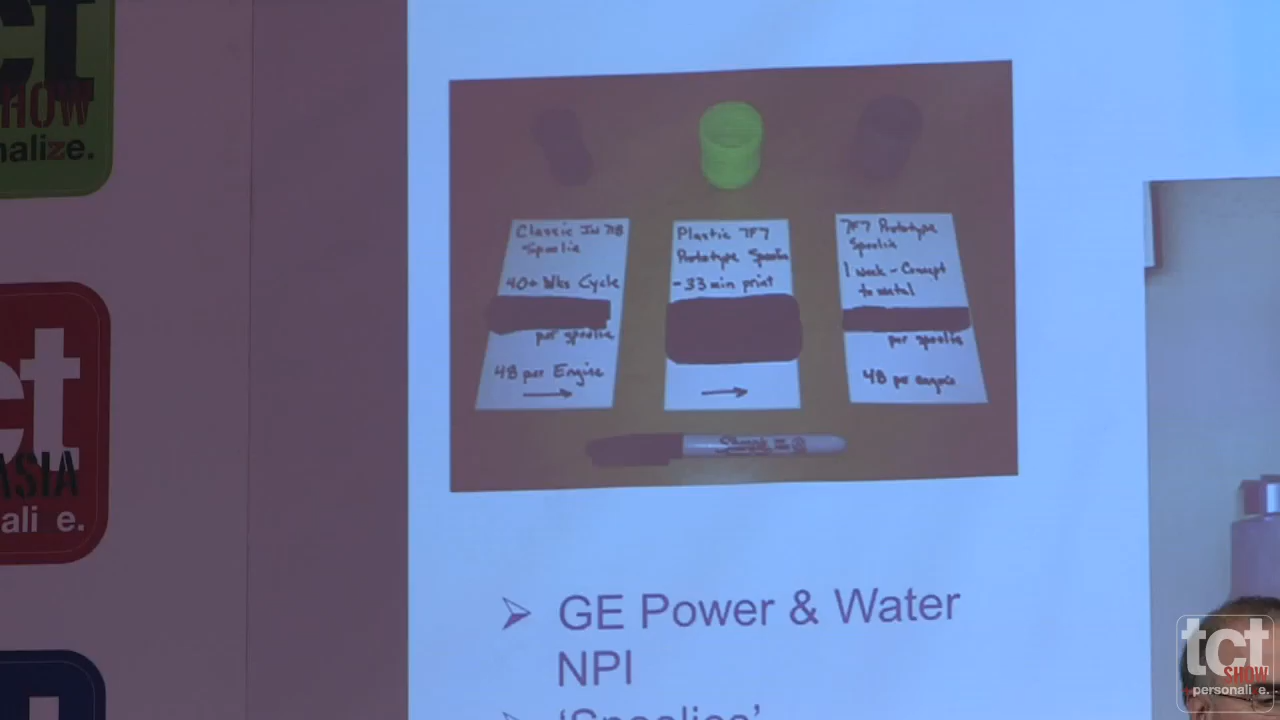 ct
HOW
nalize.
ct
ASIA
nali e.
Classic IN 718
Spoolie
40+ Wks Cycle
per spoolie
48 per Engine
Plastic 7F7
Prototype Spoolie
~33 min print
7F7 Prototype
Spoolie
1 Week - Concept
to metal
per spoolie
48 per engine
Sharpie
GE Power & Water
NPI
'Spoolies'
tct
SHOW
personali e.